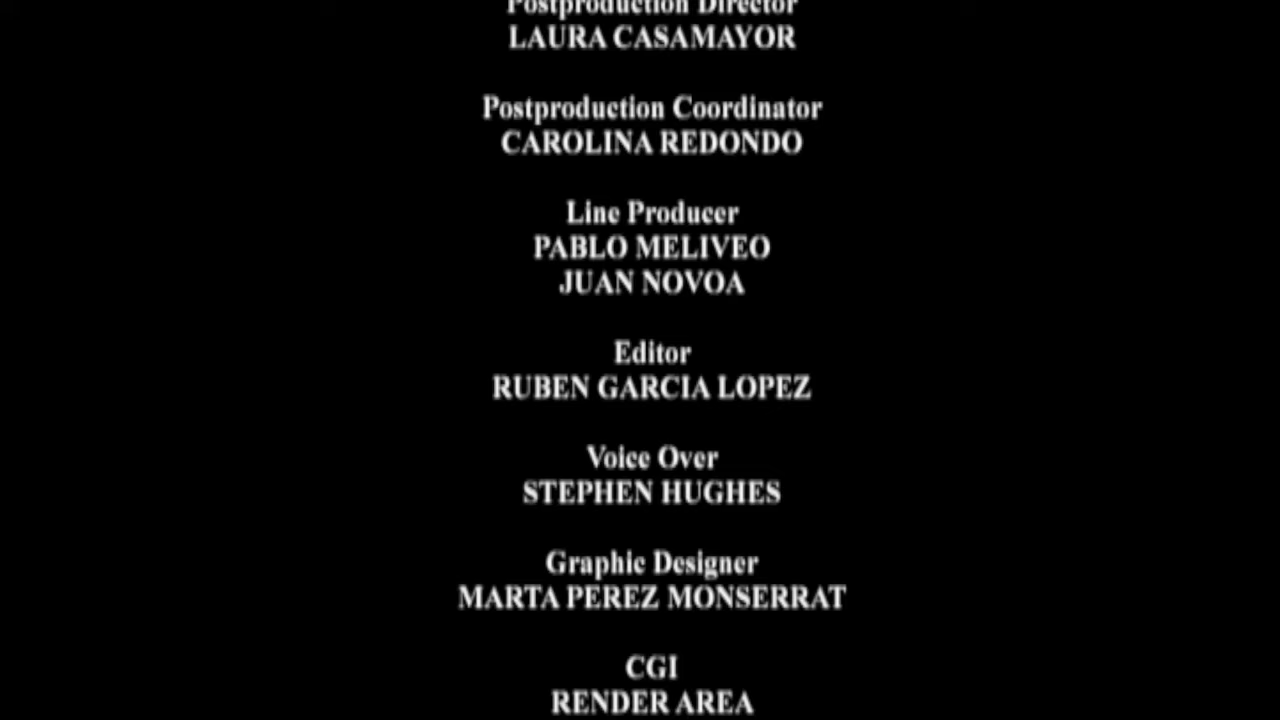 Postproduction Director
LAURA CASAMAYOR
Postproduction Coordinator
CAROLINA REDONDO
Line Producer
PABLO MELIVEO
JUAN NOVOA
Editor
RUBEN GARCIA LOPEZ
Voice Over
STEPHEN HUGHES
Graphic Designer
MARTA PEREZ MONSERRAT
CGI
RENDER AREA